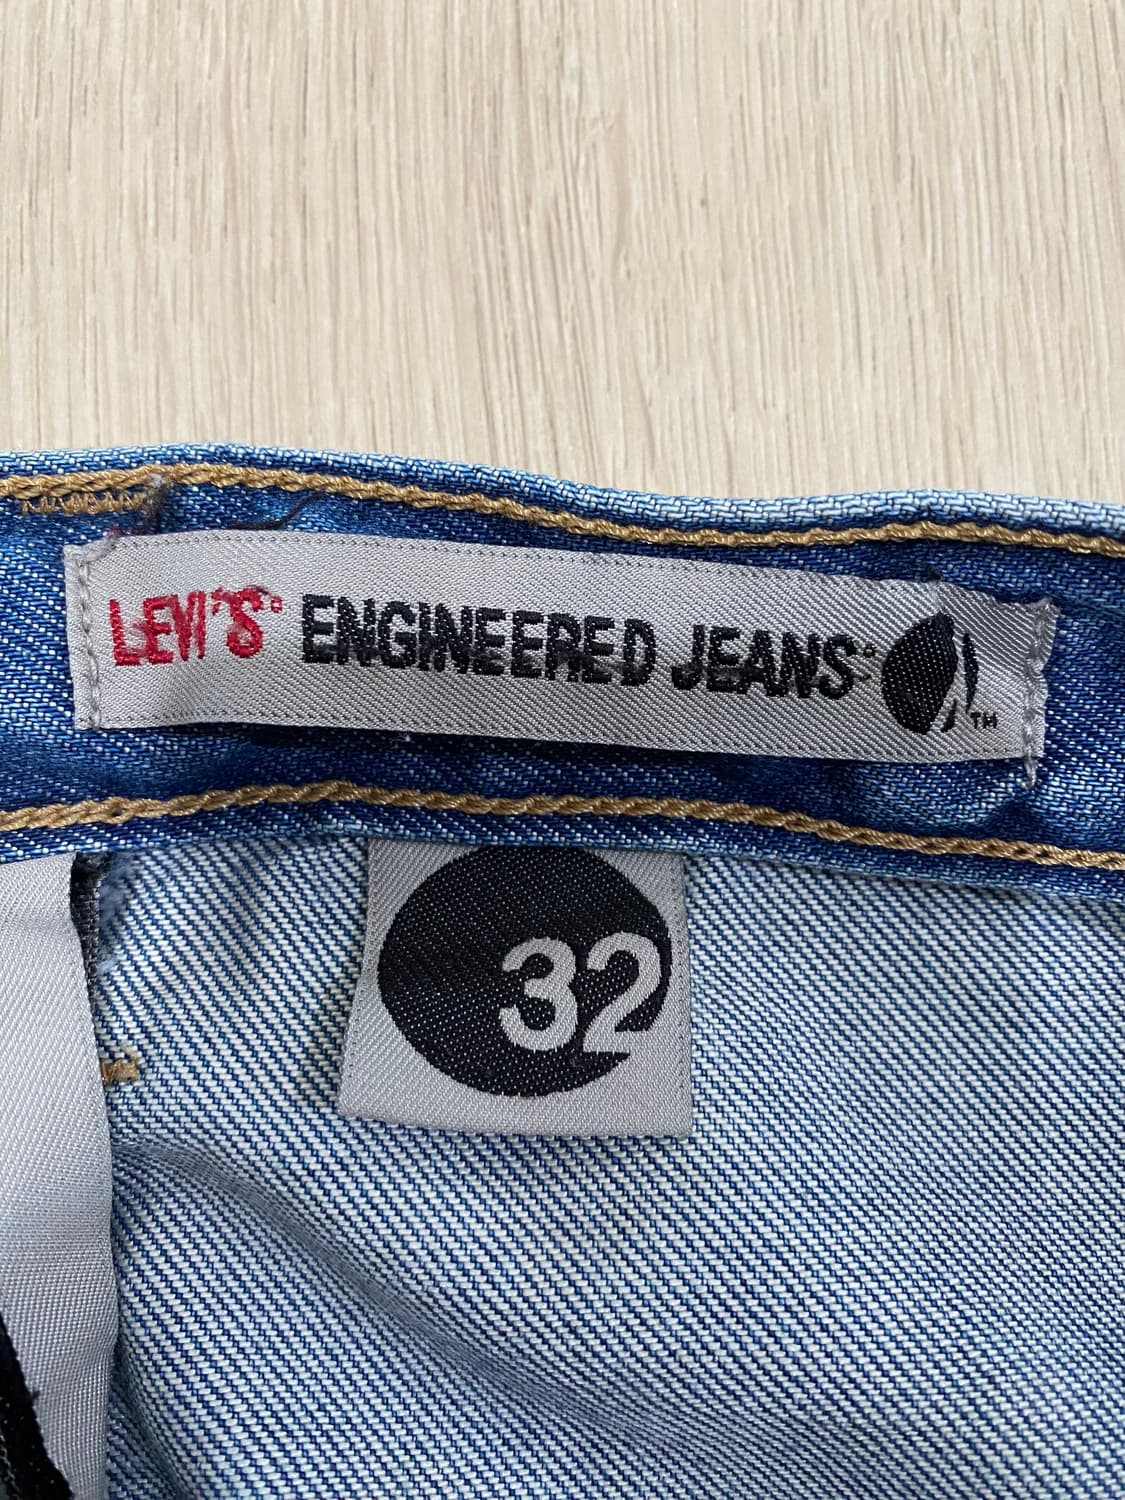 LEVI'S® ENGINEERED JEANS® TM
32